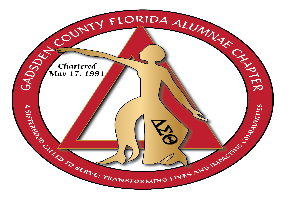 GADSDEN COUNTY FLORIDA ALUMNAE CHAPTER
Chartered
May 17, 1991
ΔΣΘ
A SISTERHOOD CALLED TO SERVE: TRANSFORMING LIVES AND IMPACTING COMMUNITIES